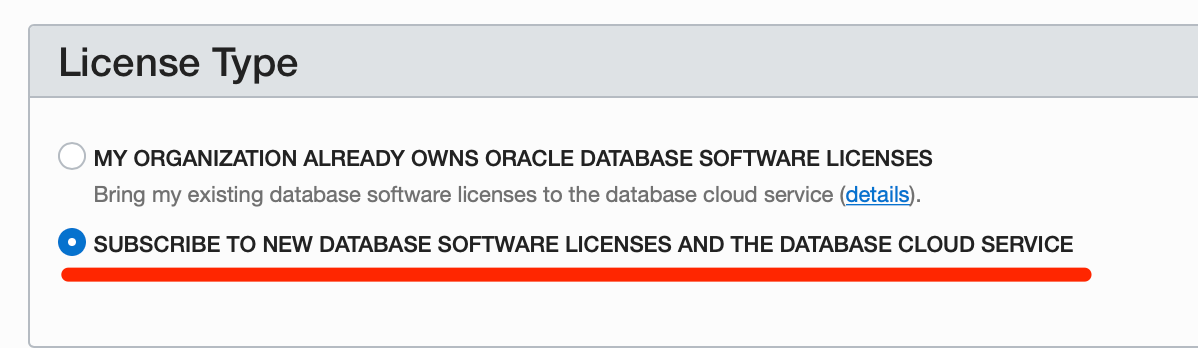 License Type
MY ORGANIZATION ALREADY OWNS ORACLE DATABASE SOFTWARE LICENSES
Bring my existing database software licenses to the database cloud service (details).
SUBSCRIBE TO NEW DATABASE SOFTWARE LICENSES AND THE DATABASE CLOUD SERVICE